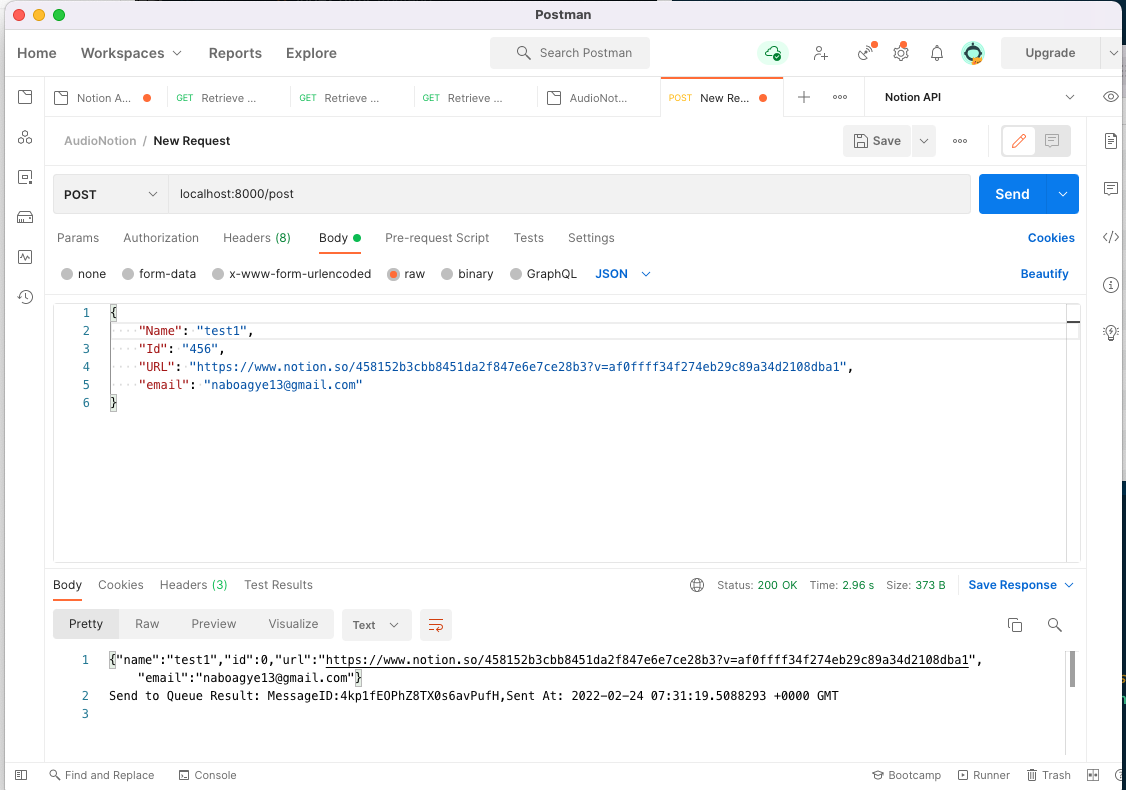 Postman
Home Workspaces Reports Explore Search Postman Upgrade
Notion A... GET Retrieve ... GET Retrieve ... GET Retrieve ... AudioNot... POST New Re... Notion API
AudioNotion / New Request Save
POST localhost:8000/post Send
Params Authorization Headers (8) Body Pre-request Script Tests Settings Cookies
none form-data x-www-form-urlencoded raw binary GraphQL JSON Beautify
1 {
2 "Name": "test1",
3 "Id": "456",
4 "URL": "https://www.notion.so/458152b3cbb8451da2f847e6e7ce28b3?v=af0ffff34f274eb29c89a34d2108dba1",
5 "email": "naboagye13@gmail.com"
6 }
Body Cookies Headers (3) Test Results Status: 200 OK Time: 2.96 s Size: 373 B Save Response
Pretty Raw Preview Visualize Text
1 {"name":"test1","id":0,"url":"https://www.notion.so/458152b3cbb8451da2f847e6e7ce28b3?v=af0ffff34f274eb29c89a34d2108dba1",
"email":"naboagye13@gmail.com"}
2 Send to Queue Result: MessageID:4kp1fEOPhZ8TX0s6avPufH,Sent At: 2022-02-24 07:31:19.5088293 +0000 GMT
3
Find and Replace Console Bootcamp Runner Trash